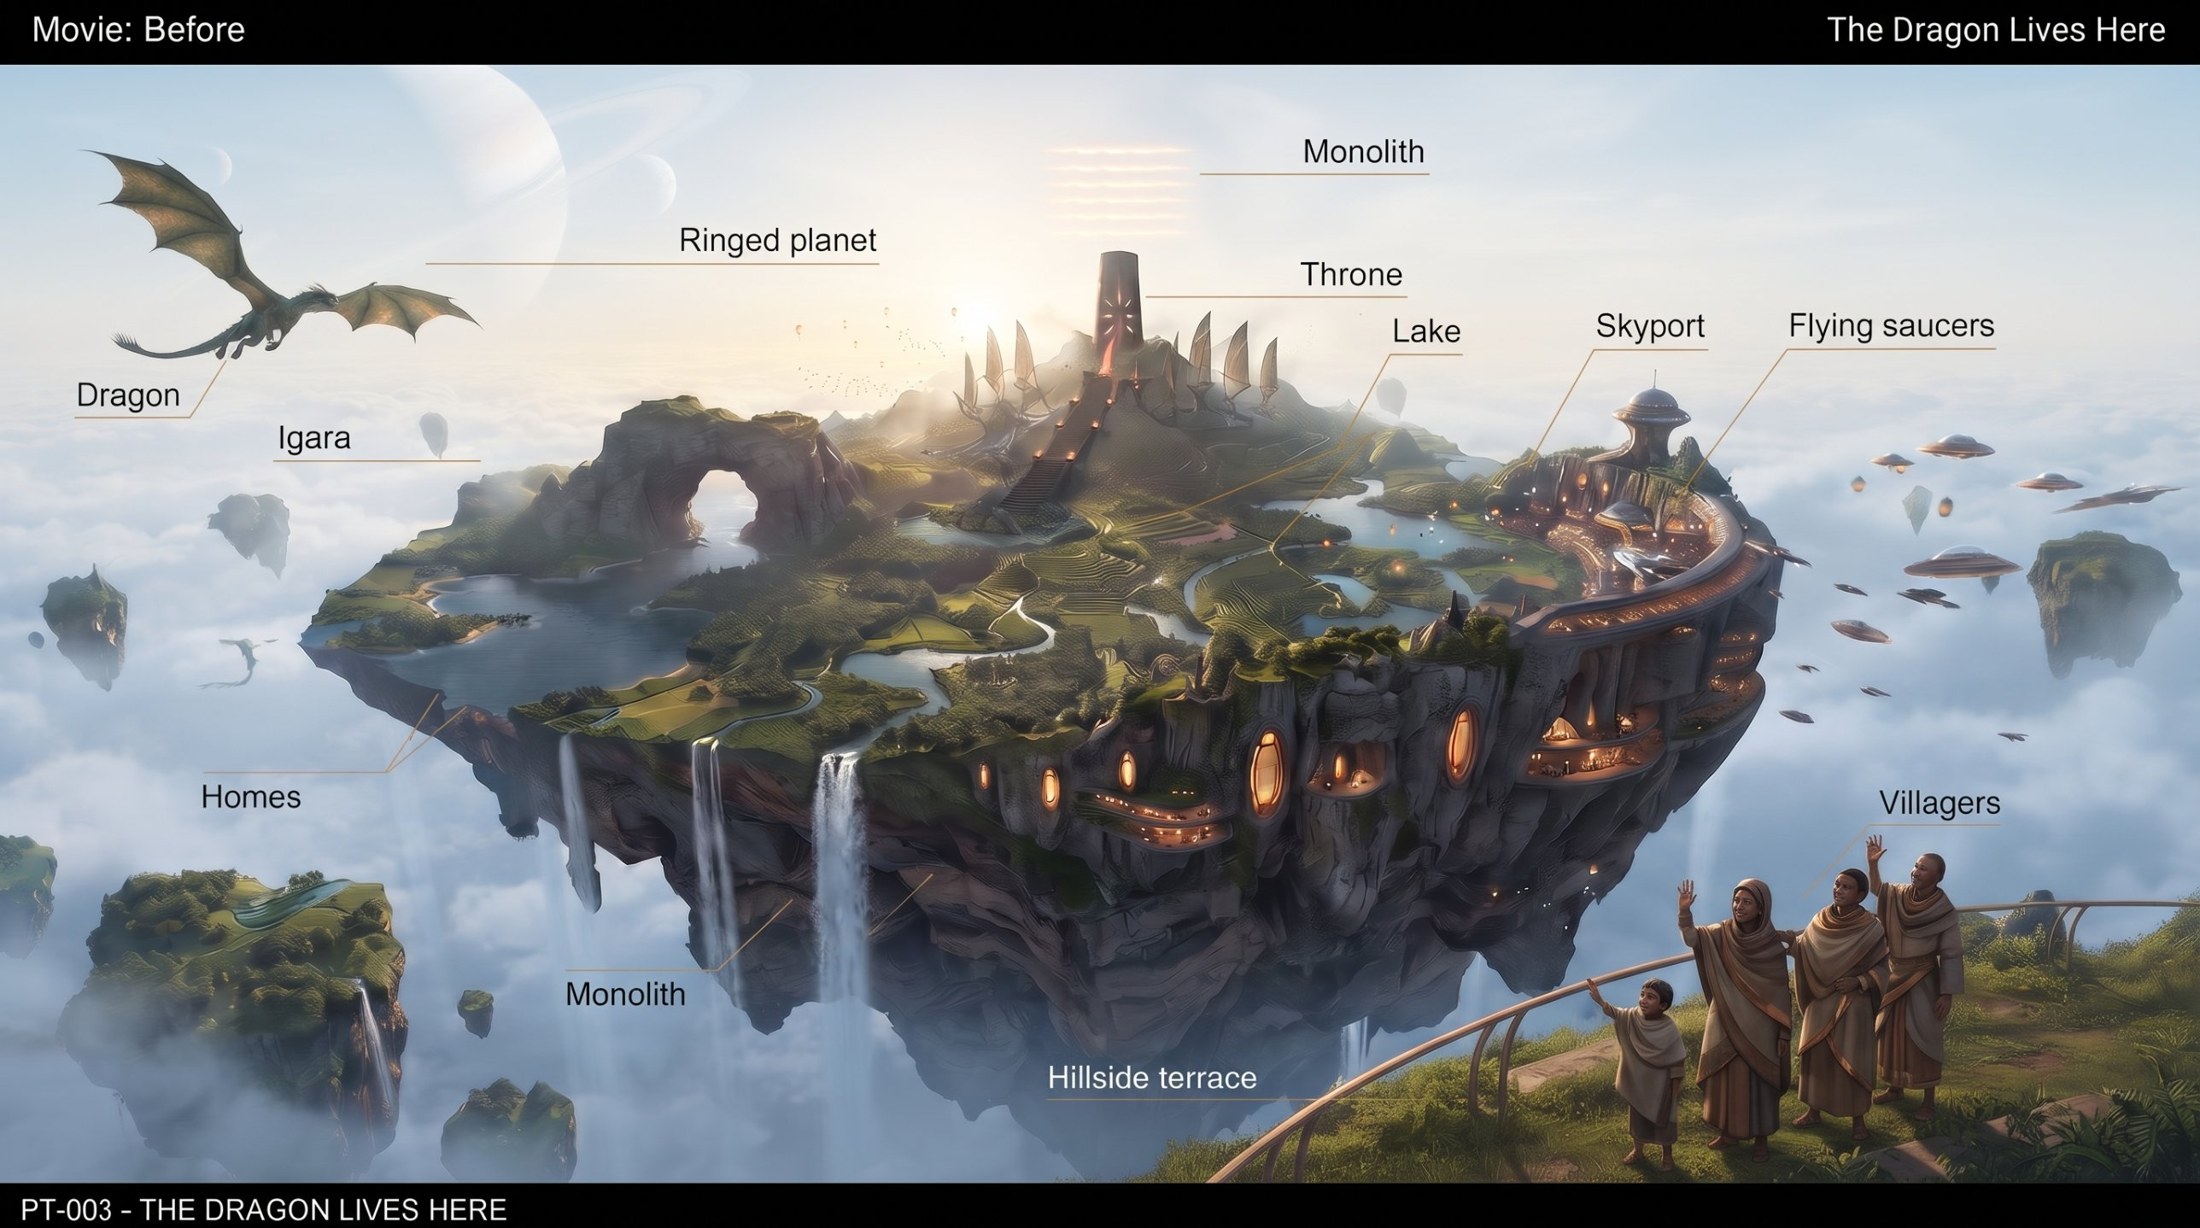 Movie: Before
The Dragon Lives Here
Monolith
Ringed planet
Throne
Lake
Skyport
Flying saucers
Dragon
Igara
Homes
Villagers
Monolith
Hillside terrace
PT-003 - THE DRAGON LIVES HERE